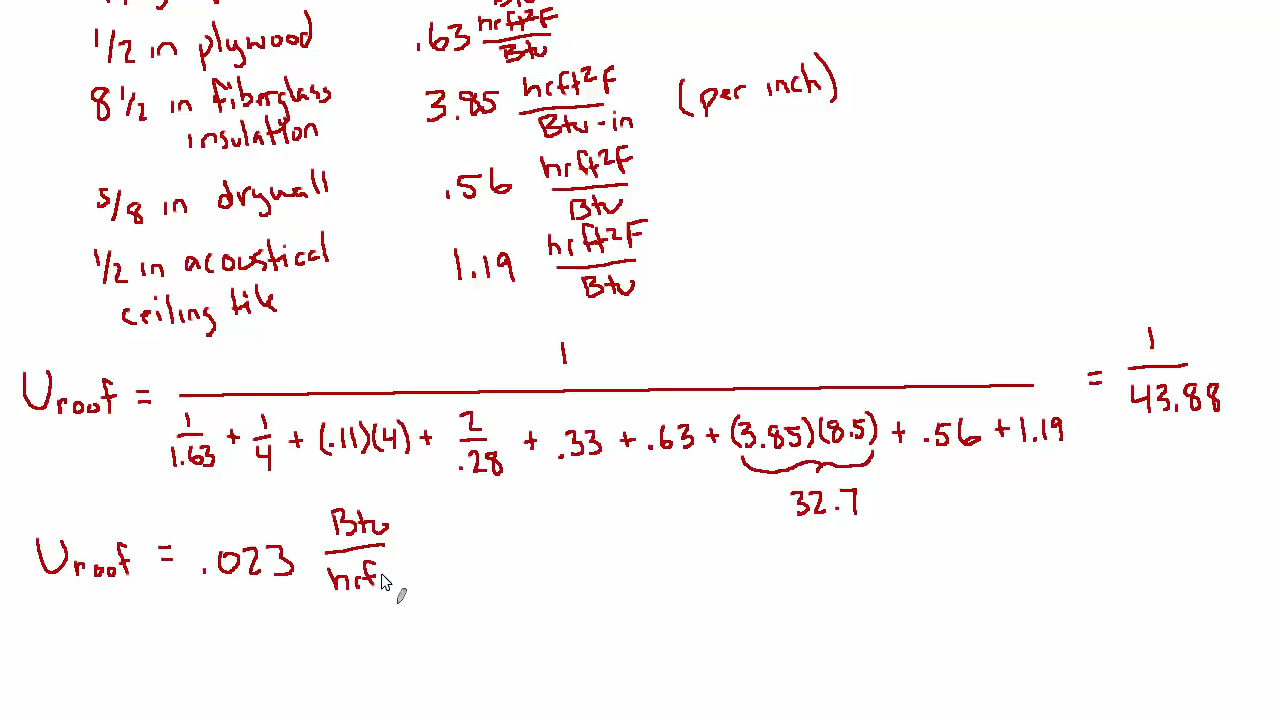 1/2 in plywood .63 hrft²F/Btu
8 1/2 in fiberglass insulation 3.85 hrft²F/Btu-in (per inch)
5/8 in drywall .56 hrft²F/Btu
1/2 in acoustical ceiling tile 1.19 hrft²F/Btu
U roof = 1/(1/1.63 + 1/4 + (.11)(4) + 2/.28 + .33 + .63 + (3.85)(8.5) + .56 + 1.19) = 1/43.88
32.7
U roof = .023 Btu/hrf